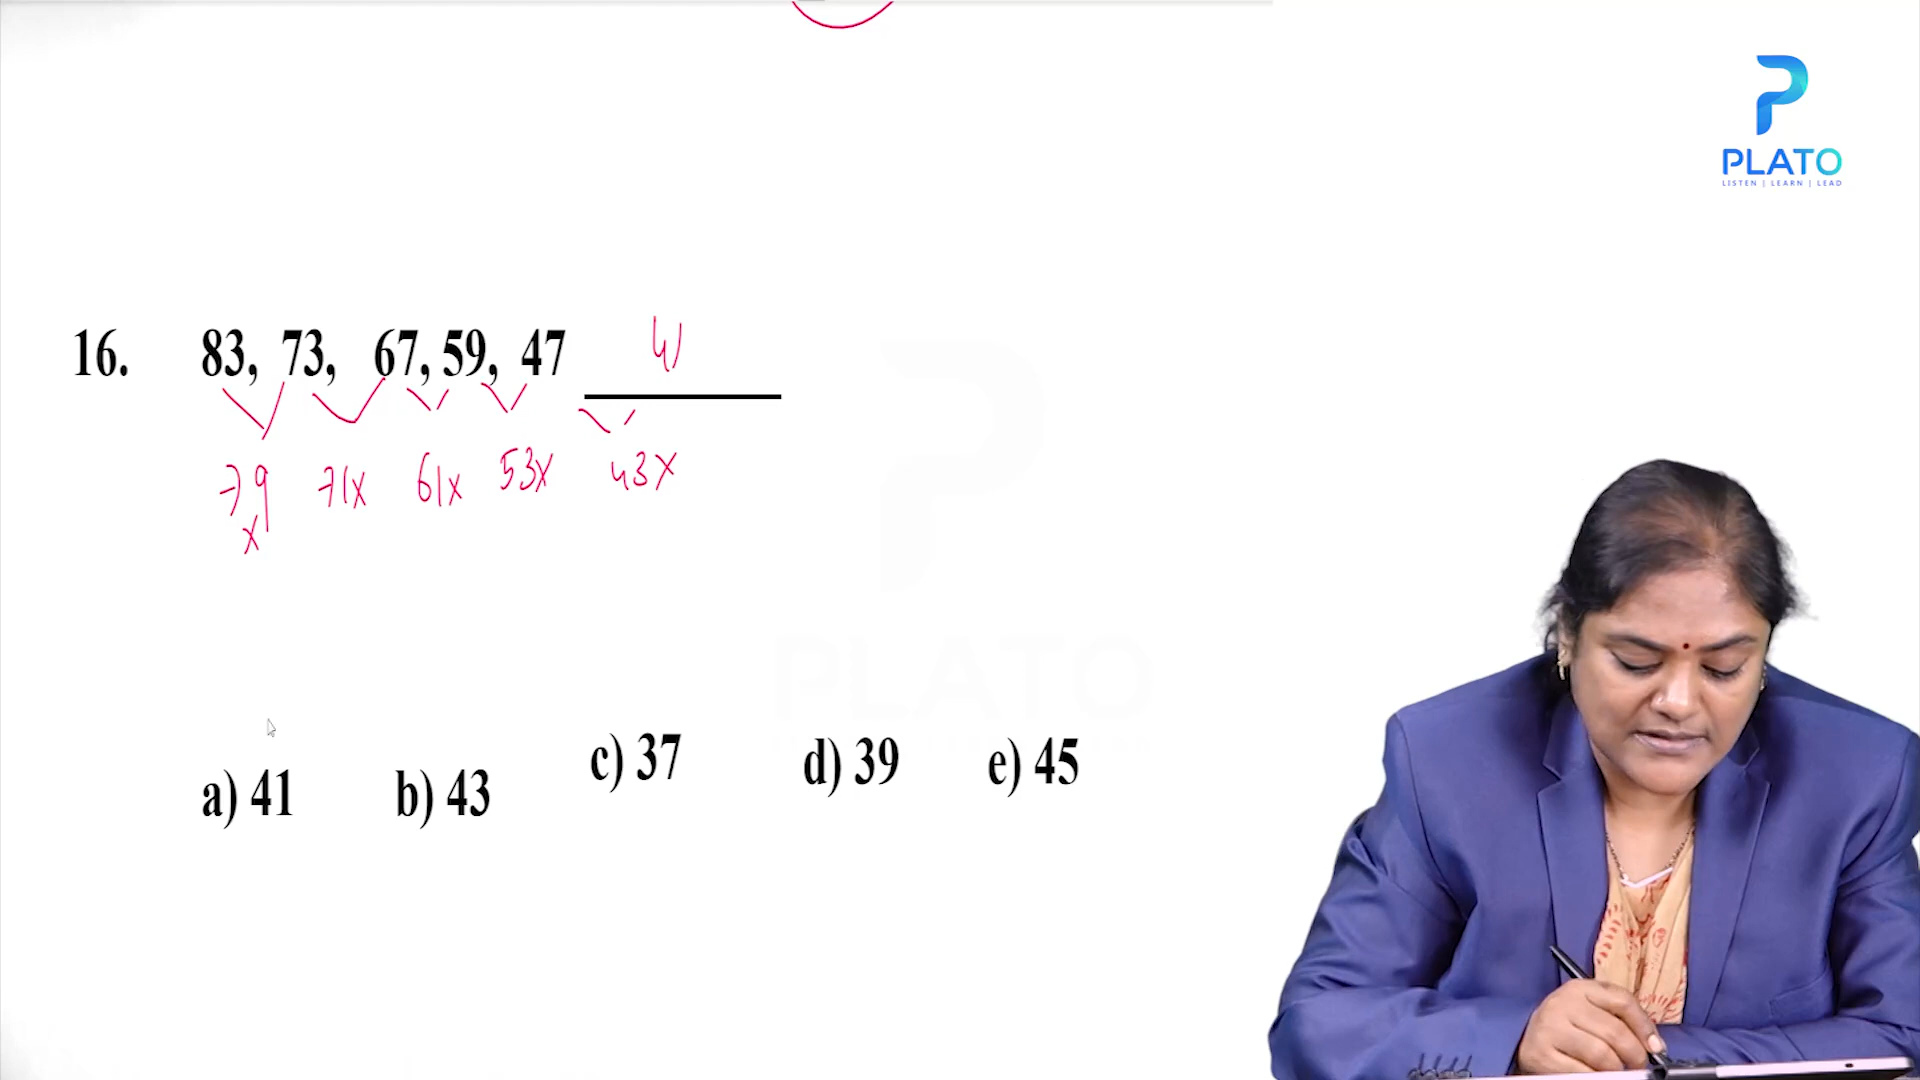 PLATO
LISTEN | LEARN | LEAD
16. 83, 73, 67, 59, 47 41
79 71x 61x 53x 43x
x
PLATO
a) 41 b) 43 c) 37 d) 39 e) 45